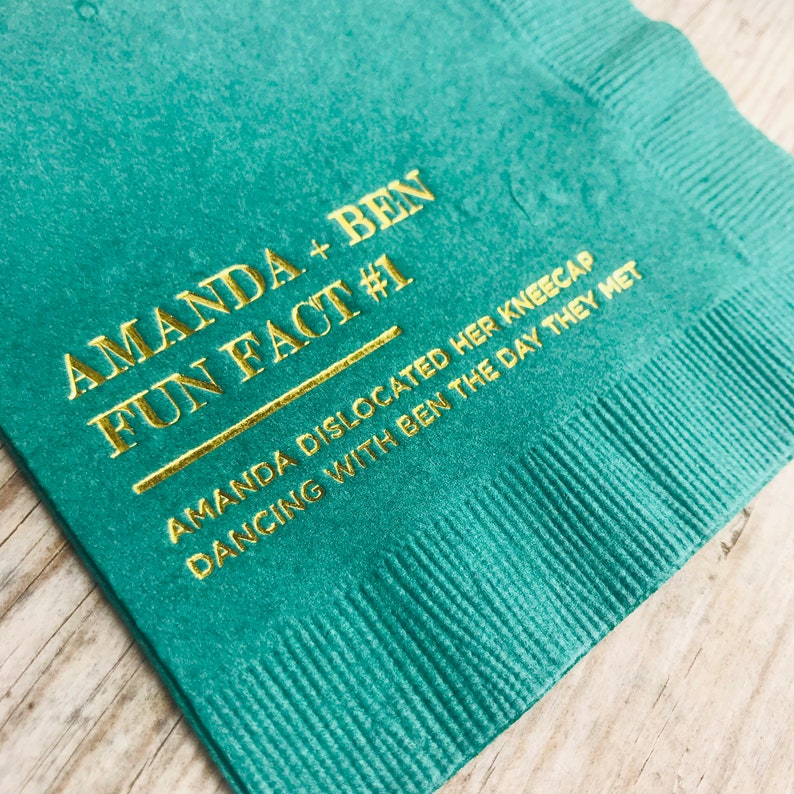 AMANDA + BEN
FUN FACT #1
AMANDA DISLOCATED HER KNEECAP
DANCING WITH BEN THE DAY THEY MET